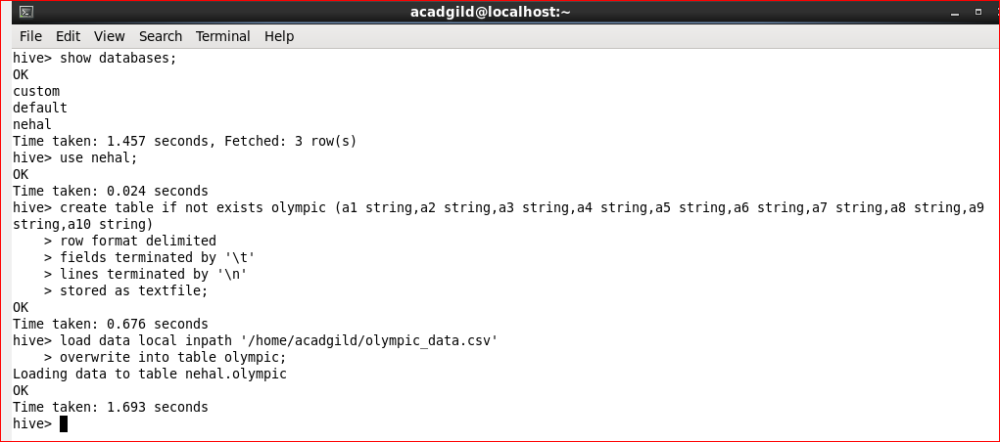 acadgild@localhost:~
File Edit View Search Terminal Help
hive> show databases;
OK
custom
default
nehal
Time taken: 1.457 seconds, Fetched: 3 row(s)
hive> use nehal;
OK
Time taken: 0.024 seconds
hive> create table if not exists olympic (a1 string,a2 string,a3 string,a4 string,a5 string,a6 string,a7 string,a8 string,a9
string,a10 string)
    > row format delimited
    > fields terminated by '\t'
    > lines terminated by '\n'
    > stored as textfile;
OK
Time taken: 0.676 seconds
hive> load data local inpath '/home/acadgild/olympic_data.csv'
    > overwrite into table olympic;
Loading data to table nehal.olympic
OK
Time taken: 1.693 seconds
hive>